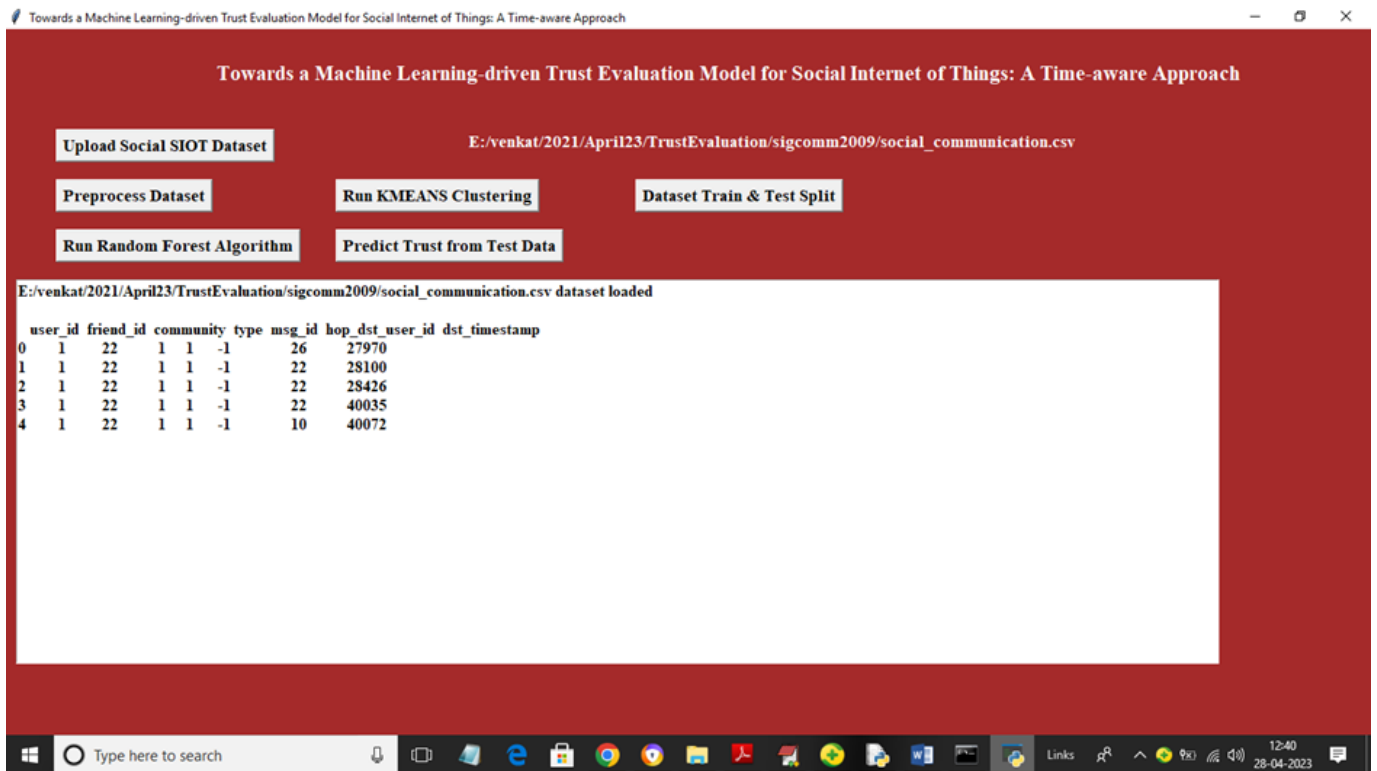 Towards a Machine Learning-driven Trust Evaluation Model for Social Internet of Things: A Time-aware Approach
Towards a Machine Learning-driven Trust Evaluation Model for Social Internet of Things: A Time-aware Approach
Upload Social SIOT Dataset
E:/venkat/2021/April23/TrustEvaluation/sigcomm2009/social_communication.csv
Preprocess Dataset Run KMEANS Clustering Dataset Train & Test Split
Run Random Forest Algorithm Predict Trust from Test Data
E:/venkat/2021/April23/TrustEvaluation/sigcomm2009/social_communication.csv dataset loaded
user_id friend_id community type msg_id hop_dst_user_id dst_timestamp
0 1 22 1 1 -1 26 27970
1 1 22 1 1 -1 22 28100
2 1 22 1 1 -1 22 28426
3 1 22 1 1 -1 22 40035
4 1 22 1 1 -1 10 40072
Type here to search Links 12:40
28-04-2023